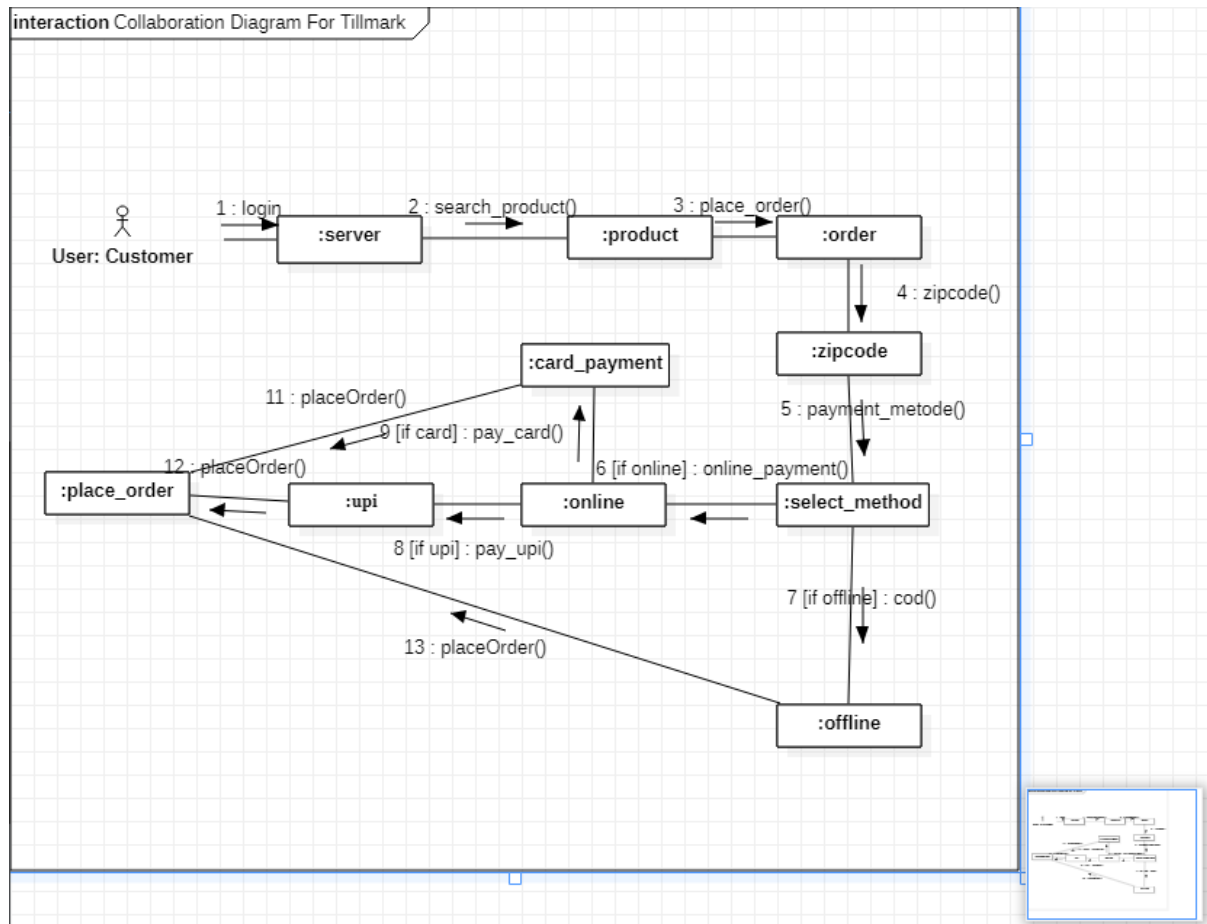 interaction Collaboration Diagram For Tillmark
1 : login
2 : search_product()
3 : place_order()
:server
:product
:order
User: Customer
4 : zipcode()
:zipcode
:card_payment
11 : placeOrder()
5 : payment_metode()
9 [if card] : pay_card()
12 : placeOrder()
6 [if online] : online_payment()
:place_order
:upi
:online
:select_method
8 [if upi] : pay_upi()
7 [if offline] : cod()
13 : placeOrder()
:offline